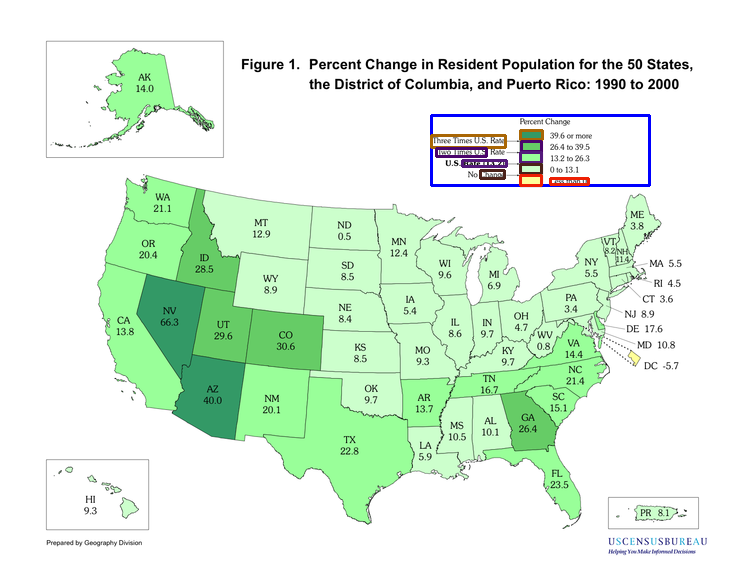 Figure 1. Percent Change in Resident Population for the 50 States,
the District of Columbia, and Puerto Rico: 1990 to 2000
AK
14.0
Percent Change
Three Times U.S. Rate
39.6 or more
Two Times U.S. Rate
26.4 to 39.5
U.S. Rate (13.2)
13.2 to 26.3
No Change
0 to 13.1
WA
21.1
OR
20.4
ID
28.5
MT
12.9
ND
0.5
MN
12.4
WI
9.6
MI
6.9
NY
5.5
VT
8.2
NH
11.4
ME
3.8
MA 5.5
RI 4.5
CT 3.6
NJ 8.9
DE 17.6
MD 10.8
DC -5.7
SD
8.5
WY
8.9
NE
8.4
IA
5.4
IL
8.6
IN
9.7
OH
4.7
PA
3.4
WV
0.8
VA
14.4
CA
13.8
NV
66.3
UT
29.6
CO
30.6
KS
8.5
MO
9.3
KY
9.7
TN
16.7
NC
21.4
SC
15.1
AZ
40.0
NM
20.1
OK
9.7
AR
13.7
MS
10.5
AL
10.1
GA
26.4
TX
22.8
LA
5.9
FL
23.5
HI
9.3
PR 8.1
Prepared by Geography Division
USCENSUSBUREAU
Helping You Make Informed Decisions